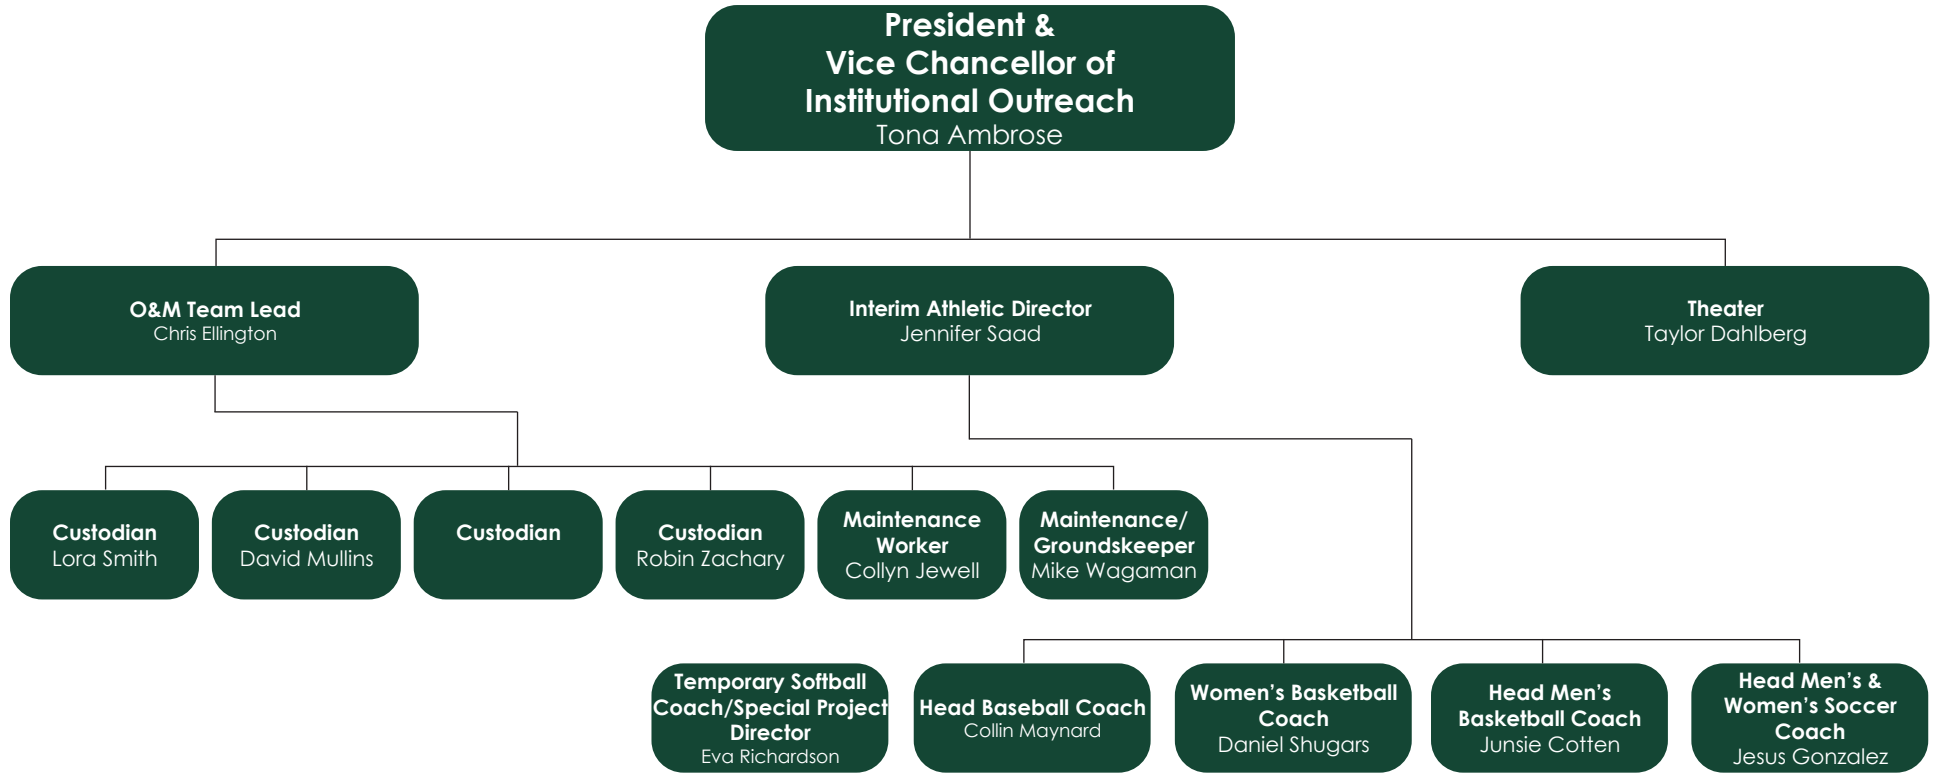 President &
Vice Chancellor of
Institutional Outreach
Tona Ambrose
O&M Team Lead
Chris Ellington
Interim Athletic Director
Jennifer Saad
Theater
Taylor Dahlberg
Custodian
Lora Smith
Custodian
David Mullins
Custodian
Custodian
Robin Zachary
Maintenance
Worker
Collyn Jewell
Maintenance/
Groundskeeper
Mike Wagaman
Temporary Softball
Coach/Special Project
Director
Eva Richardson
Head Baseball Coach
Collin Maynard
Women’s Basketball
Coach
Daniel Shugars
Head Men’s
Basketball Coach
Junsie Cotten
Head Men’s &
Women’s Soccer
Coach
Jesus Gonzalez